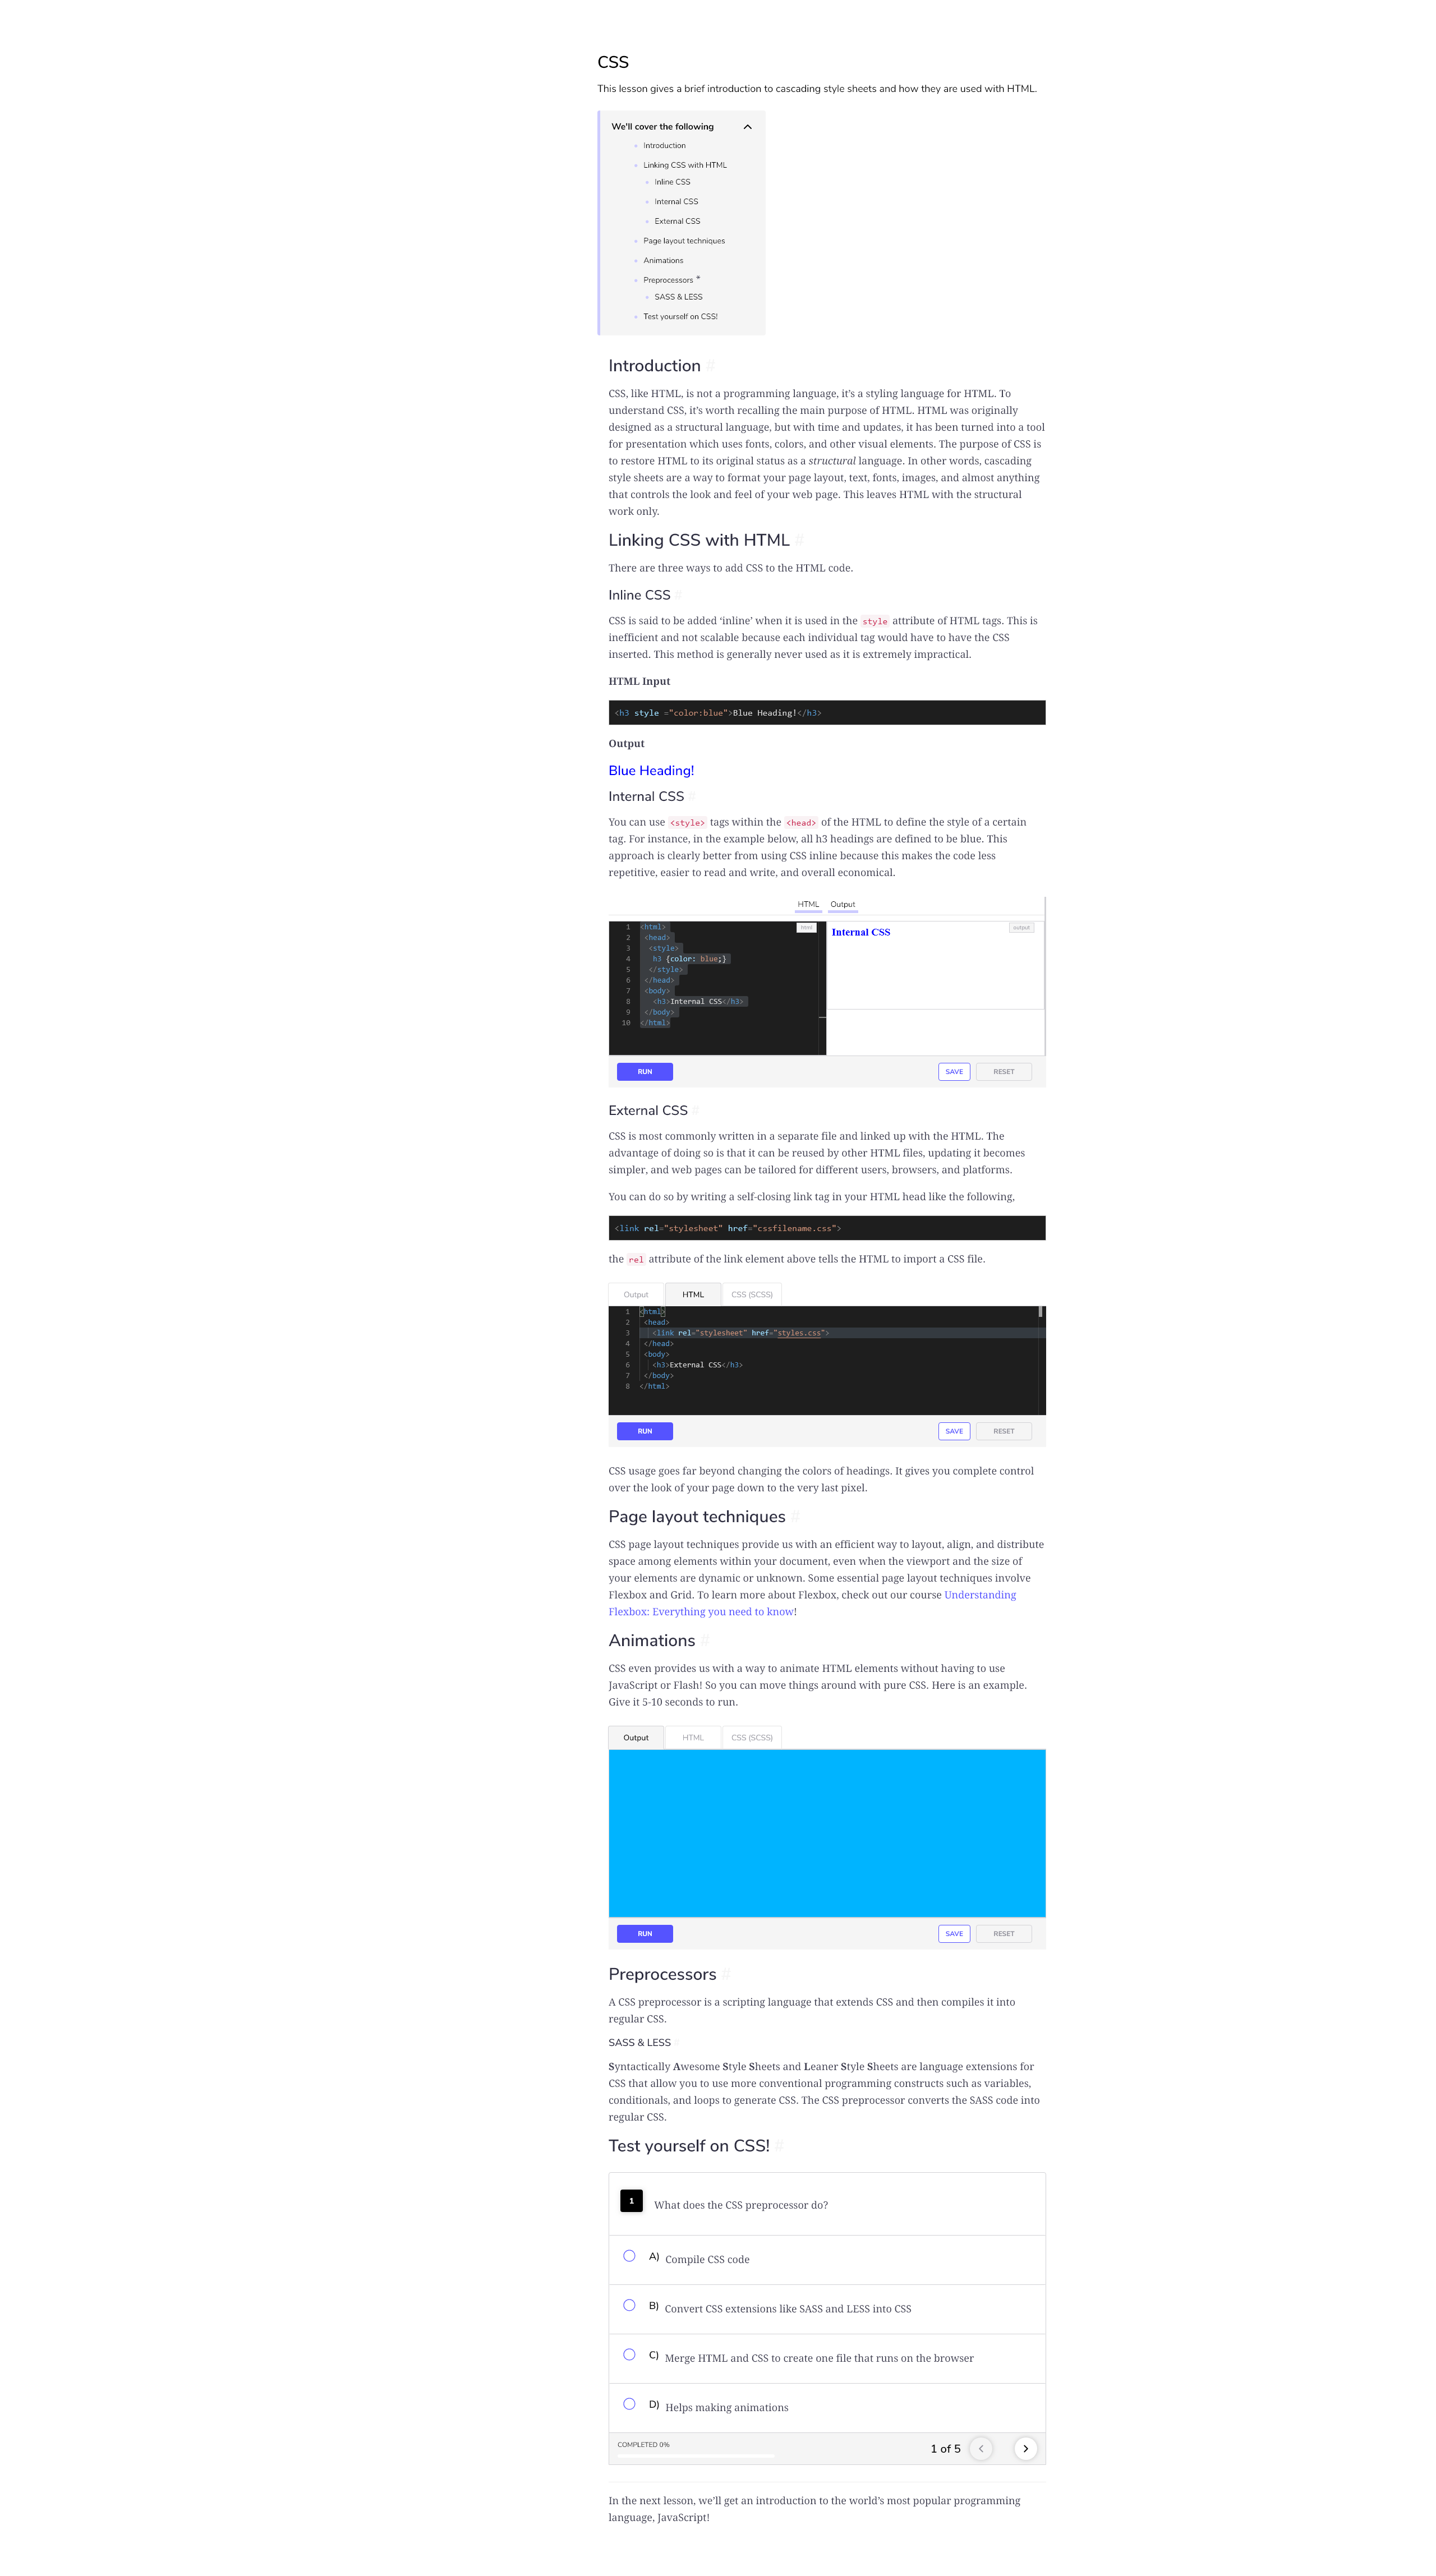 CSS
This lesson gives a brief introduction to cascading style sheets and how they are used with HTML.
We'll cover the following
Introduction
Linking CSS with HTML
Inline CSS
Internal CSS
External CSS
Page layout techniques
Animations
Preprocessors *
SASS & LESS
Test yourself on CSS!
Introduction #
CSS, like HTML, is not a programming language, it’s a styling language for HTML. To
understand CSS, it’s worth recalling the main purpose of HTML. HTML was originally
designed as a structural language, but with time and updates, it has been turned into a tool
for presentation which uses fonts, colors, and other visual elements. The purpose of CSS is
to restore HTML to its original status as a structural language. In other words, cascading
style sheets are a way to format your page layout, text, fonts, images, and almost anything
that controls the look and feel of your web page. This leaves HTML with the structural
work only.
Linking CSS with HTML #
There are three ways to add CSS to the HTML code.
Inline CSS #
CSS is said to be added ‘inline’ when it is used in the style attribute of HTML tags. This is
inefficient and not scalable because each individual tag would have to have the CSS
inserted. This method is generally never used as it is extremely impractical.
HTML Input
<h3 style ="color:blue">Blue Heading!</h3>
Output
Blue Heading!
Internal CSS #
You can use <style> tags within the <head> of the HTML to define the style of a certain
tag. For instance, in the example below, all h3 headings are defined to be blue. This
approach is clearly better from using CSS inline because this makes the code less
repetitive, easier to read and write, and overall economical.
HTML Output
1 <html>
2 <head>
3 <style>
4 h3 {color: blue;}
5 </style>
6 </head>
7 <body>
8 <h3>Internal CSS</h3>
9 </body>
10 </html>
html
Internal CSS
output
RUN SAVE RESET
External CSS #
CSS is most commonly written in a separate file and linked up with the HTML. The
advantage of doing so is that it can be reused by other HTML files, updating it becomes
simpler, and web pages can be tailored for different users, browsers, and platforms.
You can do so by writing a self-closing link tag in your HTML head like the following,
<link rel="stylesheet" href="cssfilename.css">
the rel attribute of the link element above tells the HTML to import a CSS file.
Output HTML CSS (SCSS)
1 <html>
2 <head>
3 <link rel="stylesheet" href="styles.css">
4 </head>
5 <body>
6 <h3>External CSS</h3>
7 </body>
8 </html>
RUN SAVE RESET
CSS usage goes far beyond changing the colors of headings. It gives you complete control
over the look of your page down to the very last pixel.
Page layout techniques #
CSS page layout techniques provide us with an efficient way to layout, align, and distribute
space among elements within your document, even when the viewport and the size of
your elements are dynamic or unknown. Some essential page layout techniques involve
Flexbox and Grid. To learn more about Flexbox, check out our course Understanding
Flexbox: Everything you need to know!
Animations #
CSS even provides us with a way to animate HTML elements without having to use
JavaScript or Flash! So you can move things around with pure CSS. Here is an example.
Give it 5-10 seconds to run.
Output HTML CSS (SCSS)
RUN SAVE RESET
Preprocessors #
A CSS preprocessor is a scripting language that extends CSS and then compiles it into
regular CSS.
SASS & LESS #
Syntactically Awesome Style Sheets and Leaner Style Sheets are language extensions for
CSS that allow you to use more conventional programming constructs such as variables,
conditionals, and loops to generate CSS. The CSS preprocessor converts the SASS code into
regular CSS.
Test yourself on CSS! #
1 What does the CSS preprocessor do?
A) Compile CSS code
B) Convert CSS extensions like SASS and LESS into CSS
C) Merge HTML and CSS to create one file that runs on the browser
D) Helps making animations
COMPLETED 0%
1 of 5
In the next lesson, we’ll get an introduction to the world’s most popular programming
language, JavaScript!